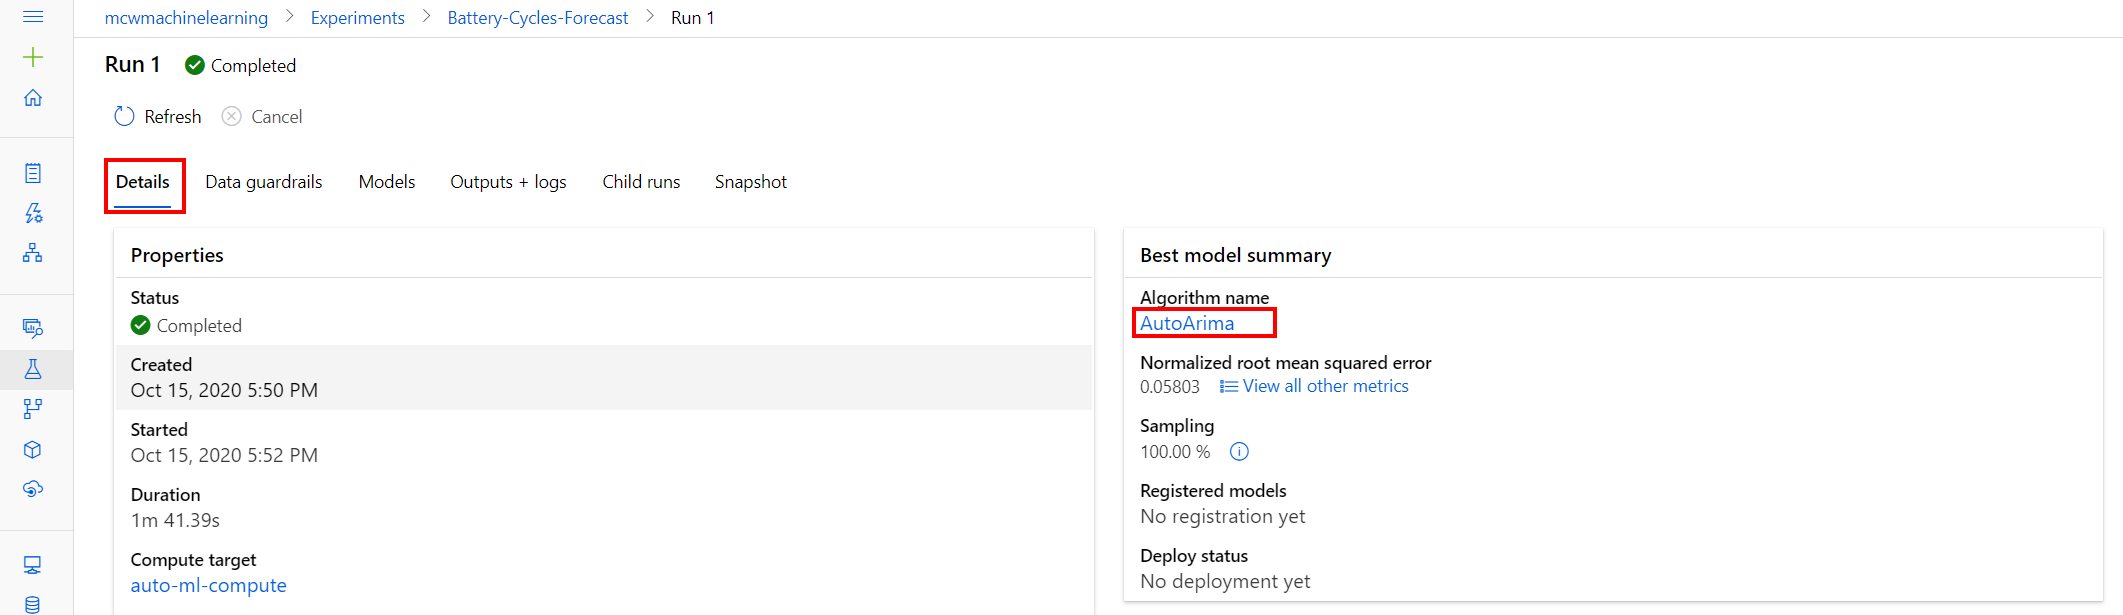 mcwmachinelearning > Experiments > Battery-Cycles-Forecast > Run 1
Run 1 Completed
Refresh Cancel
Details Data guardrails Models Outputs + logs Child runs Snapshot
Properties
Status
Completed
Created
Oct 15, 2020 5:50 PM
Started
Oct 15, 2020 5:52 PM
Duration
1m 41.39s
Compute target
auto-ml-compute
Best model summary
Algorithm name
AutoArima
Normalized root mean squared error
0.05803 View all other metrics
Sampling
100.00 %
Registered models
No registration yet
Deploy status
No deployment yet